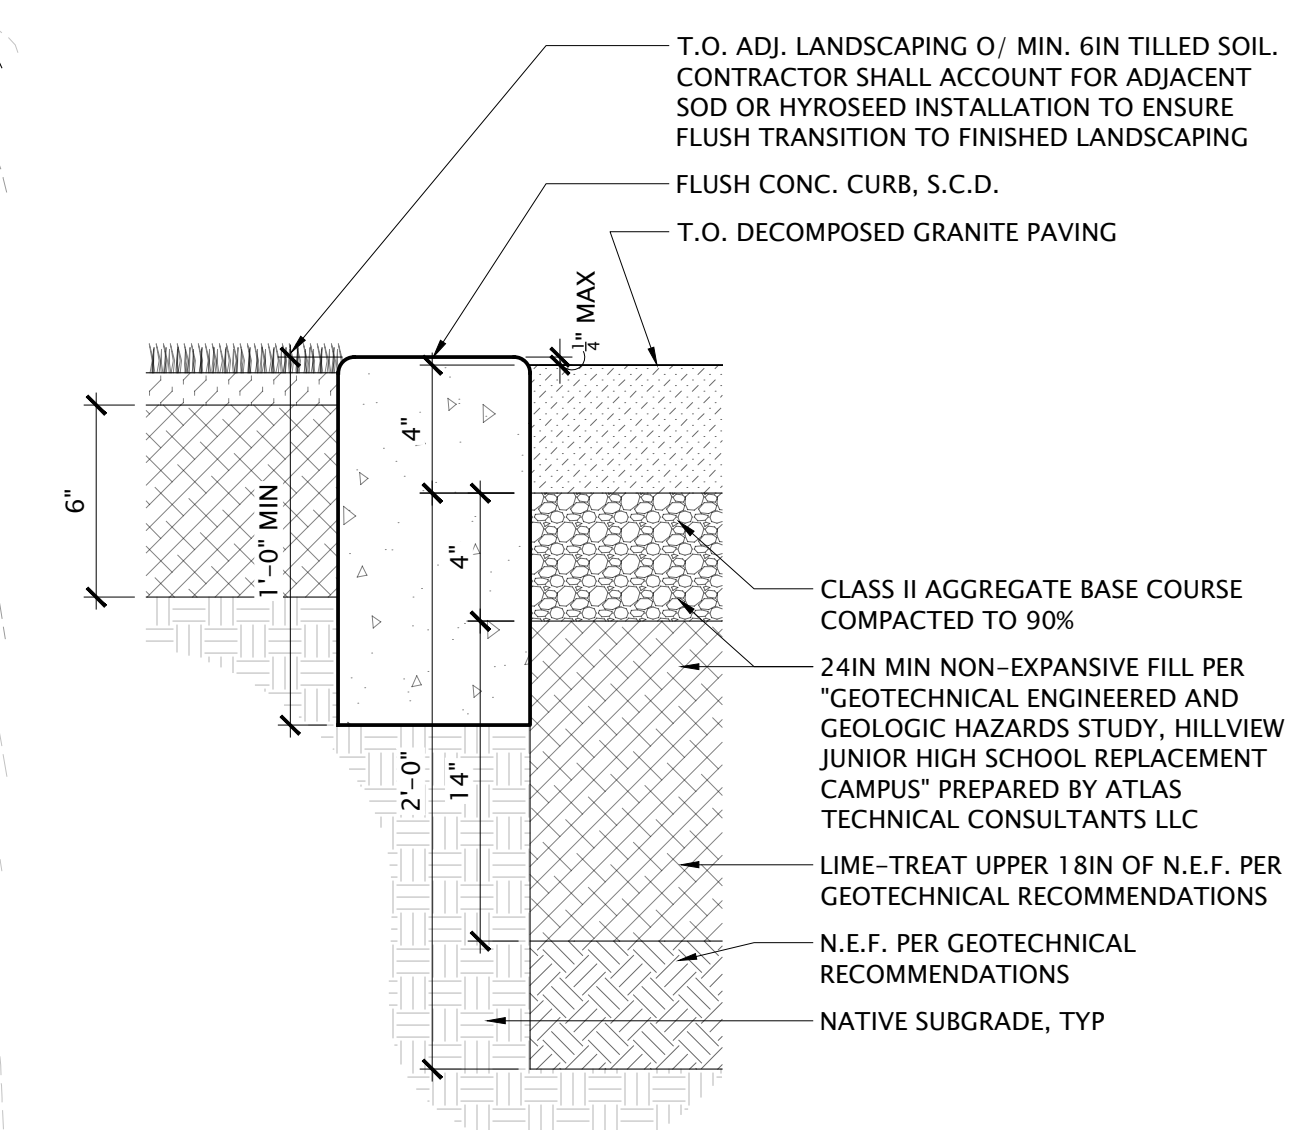 T.O. ADJ. LANDSCAPING O/ MIN. 6IN TILLED SOIL.
CONTRACTOR SHALL ACCOUNT FOR ADJACENT
SOD OR HYROSEED INSTALLATION TO ENSURE
FLUSH TRANSITION TO FINISHED LANDSCAPING
FLUSH CONC. CURB, S.C.D.
T.O. DECOMPOSED GRANITE PAVING
1/4" MAX
4"
6"
1'-0" MIN
4"
2'-0"
14"
CLASS II AGGREGATE BASE COURSE
COMPACTED TO 90%
24IN MIN NON-EXPANSIVE FILL PER
"GEOTECHNICAL ENGINEERED AND
GEOLOGIC HAZARDS STUDY, HILLVIEW
JUNIOR HIGH SCHOOL REPLACEMENT
CAMPUS" PREPARED BY ATLAS
TECHNICAL CONSULTANTS LLC
LIME-TREAT UPPER 18IN OF N.E.F. PER
GEOTECHNICAL RECOMMENDATIONS
N.E.F. PER GEOTECHNICAL
RECOMMENDATIONS
NATIVE SUBGRADE, TYP